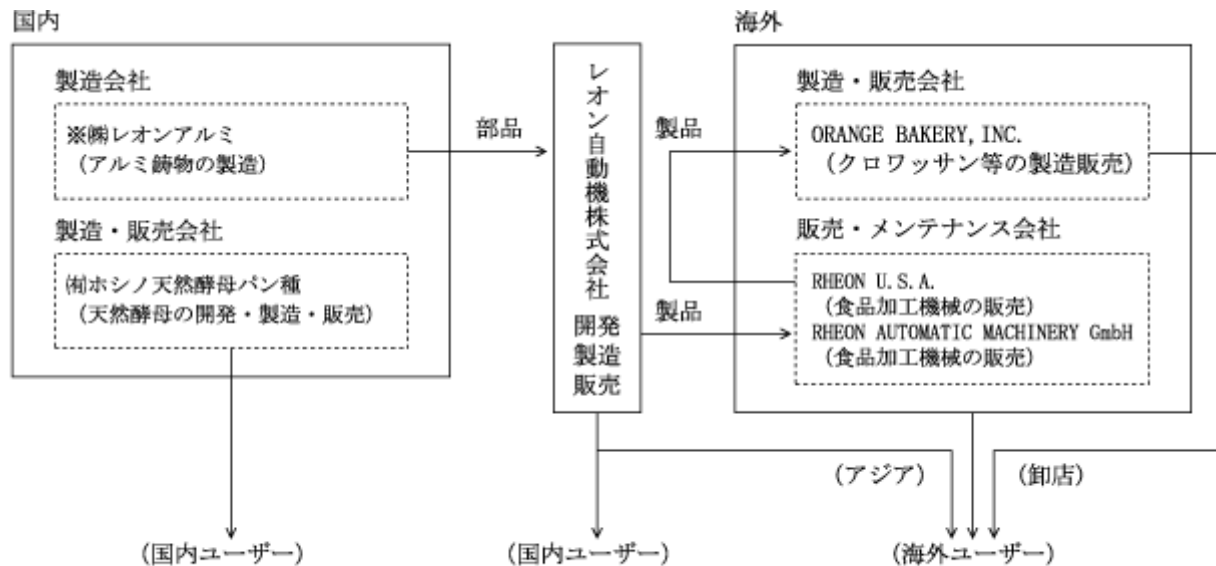 国内
製造会社
※㈱レオンアルミ
(アルミ鋳物の製造)
製造・販売会社
㈲ホシノ天然酵母パン種
(天然酵母の開発・製造・販売)
部品
レオン自動機株式会社
開発
製造
販売
製品
製品
海外
製造・販売会社
ORANGE BAKERY, INC.
(クロワッサン等の製造販売)
販売・メンテナンス会社
RHEON U.S.A.
(食品加工機械の販売)
RHEON AUTOMATIC MACHINERY GmbH
(食品加工機械の販売)
(アジア)
(卸店)
(国内ユーザー)
(国内ユーザー)
(海外ユーザー)